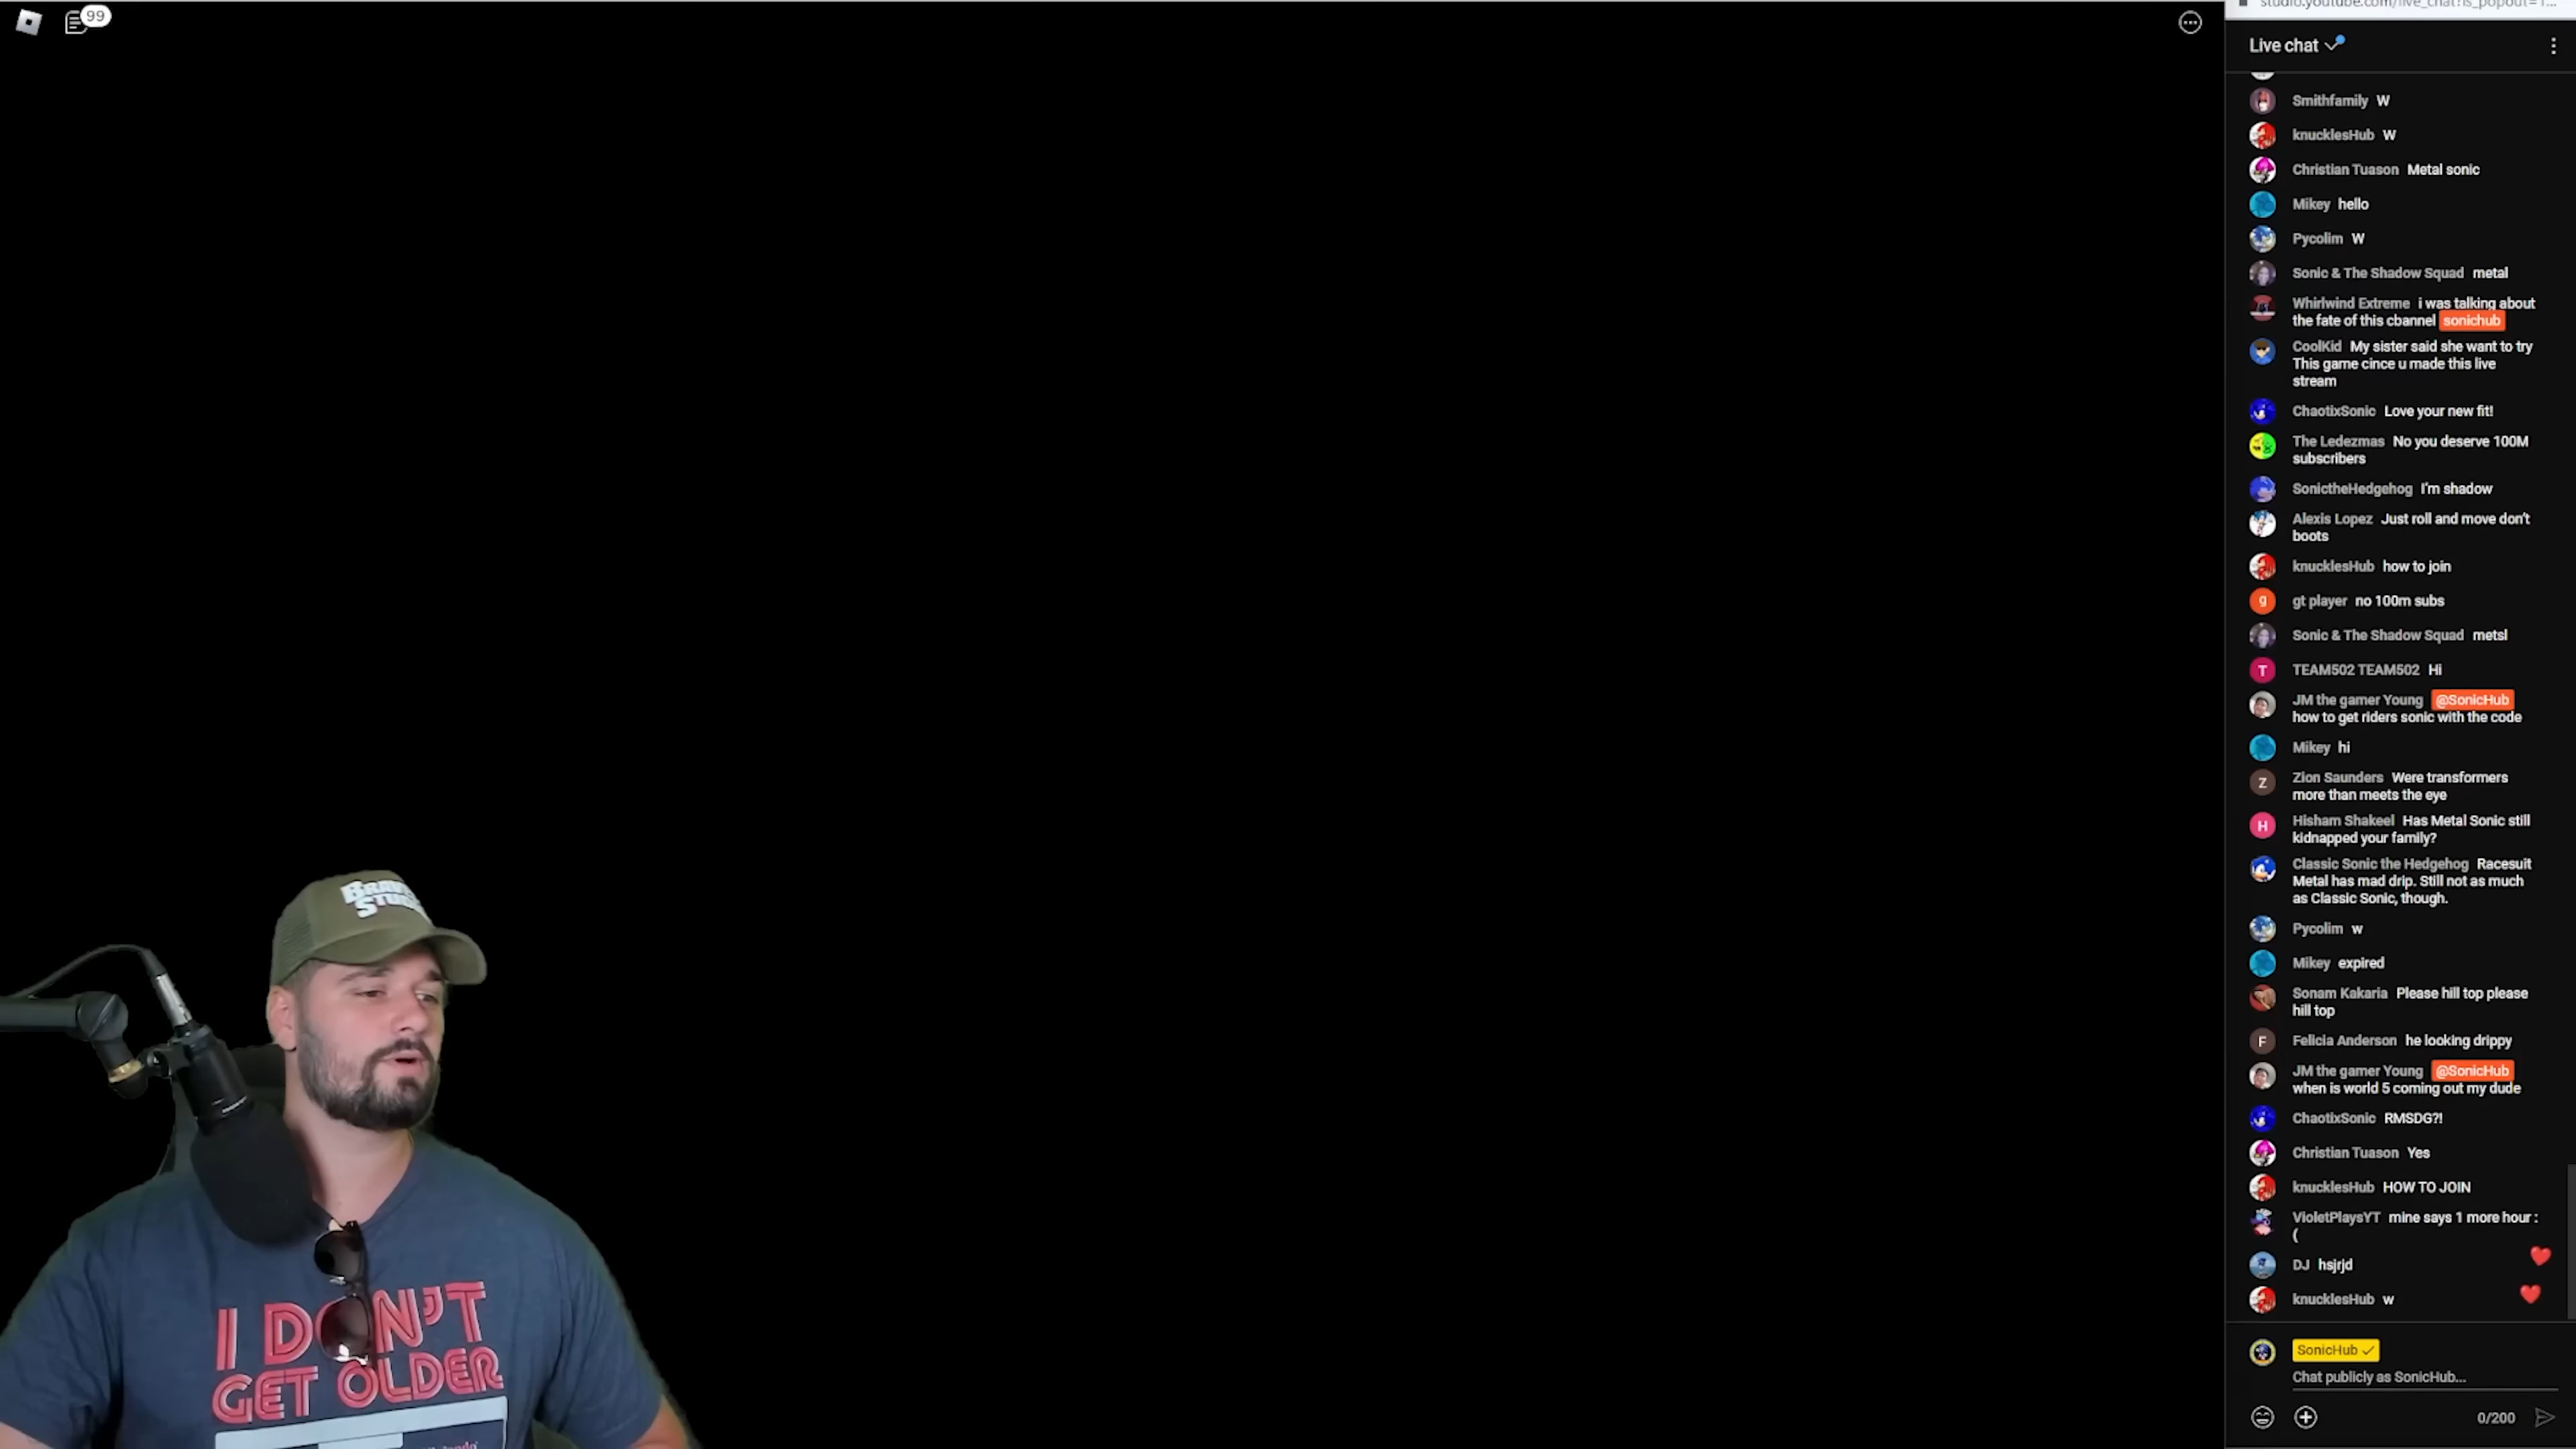 99
studio.youtube.com/live_chat?is_popout=1...
Live chat
Smithfamily W
knucklesHub W
Christian Tuason Metal sonic
Mikey hello
Pycolim W
Sonic & The Shadow Squad metal
Whirlwind Extreme i was talking about
the fate of this cbannel sonichub
CoolKid My sister said she want to try
This game cince u made this live
stream
ChaotixSonic Love your new fit!
The Ledezmas No you deserve 100M
subscribers
SonictheHedgehog I'm shadow
Alexis Lopez Just roll and move don't
boots
knucklesHub how to join
g
gt player no 100m subs
Sonic & The Shadow Squad metsl
T
TEAM502 TEAM502 Hi
JM the gamer Young @SonicHub
how to get riders sonic with the code
Mikey hi
Z
Zion Saunders Were transformers
more than meets the eye
H
Hisham Shakeel Has Metal Sonic still
kidnapped your family?
Classic Sonic the Hedgehog Racesuit
Metal has mad drip. Still not as much
as Classic Sonic, though.
Pycolim w
Mikey expired
Sonam Kakaria Please hill top please
hill top
F
Felicia Anderson he looking drippy
JM the gamer Young @SonicHub
when is world 5 coming out my dude
ChaotixSonic RMSDG?!
Christian Tuason Yes
knucklesHub HOW TO JOIN
VioletPlaysYT mine says 1 more hour :
(
DJ hsjrjd
knucklesHub w
SonicHub
Chat publicly as SonicHub...
0/200
I DON'T
GET OLDER